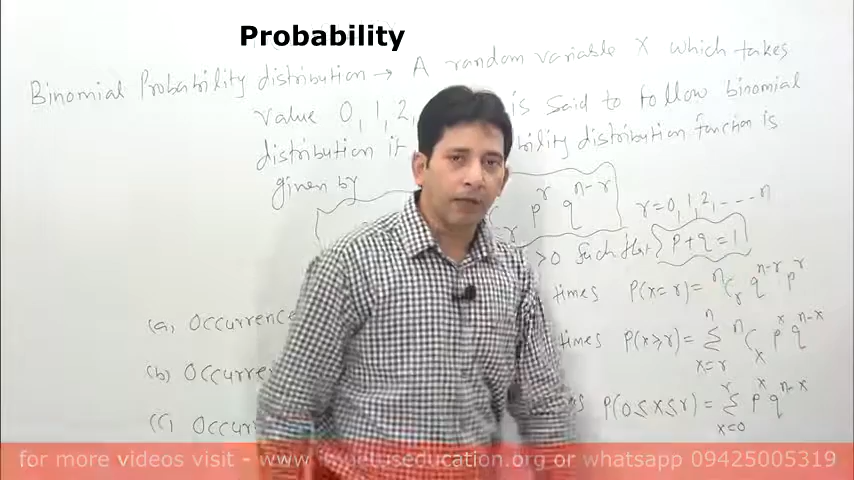 Probability
Binomial Probability distribution → A random variable X which takes
value 0, 1, 2, is said to follow binomial
distribution if bility distribution function is
given by p^r q^n-r r=0,1,2,....n
>0 such that p+q=1
(a) Occurrence times P(x=r)= ^nC_r q^n-r p^r
(b) Occurre times P(x≥r)= Σ^n_x=r ^nC_x p^x q^n-x
(c) Occur P(0≤x≤r)= Σ^r_x=0 p^x q^n-x
for more videos visit - www. education.org or whatsapp 09425005319